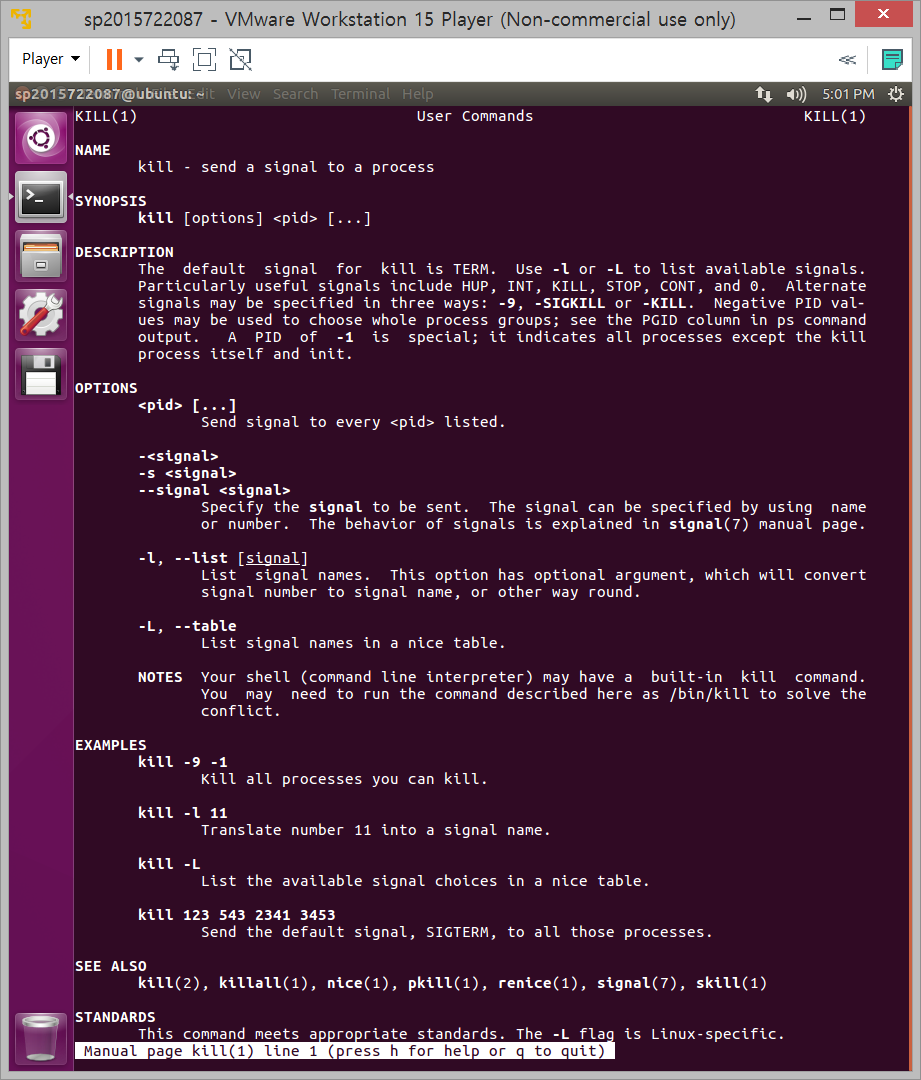 sp2015722087 - VMware Workstation 15 Player (Non-commercial use only)
Player
sp2015722087@ubuntu: ~ Edit View Search Terminal Help 5:01 PM
KILL(1) User Commands KILL(1)
NAME
kill - send a signal to a process
SYNOPSIS
kill [options] <pid> [...]
DESCRIPTION
The default signal for kill is TERM. Use -l or -L to list available signals.
Particularly useful signals include HUP, INT, KILL, STOP, CONT, and 0. Alternate
signals may be specified in three ways: -9, -SIGKILL or -KILL. Negative PID val-
ues may be used to choose whole process groups; see the PGID column in ps command
output. A PID of -1 is special; it indicates all processes except the kill
process itself and init.
OPTIONS
<pid> [...]
Send signal to every <pid> listed.
-<signal>
-s <signal>
--signal <signal>
Specify the signal to be sent. The signal can be specified by using name
or number. The behavior of signals is explained in signal(7) manual page.
-l, --list [signal]
List signal names. This option has optional argument, which will convert
signal number to signal name, or other way round.
-L, --table
List signal names in a nice table.
NOTES Your shell (command line interpreter) may have a built-in kill command.
You may need to run the command described here as /bin/kill to solve the
conflict.
EXAMPLES
kill -9 -1
Kill all processes you can kill.
kill -l 11
Translate number 11 into a signal name.
kill -L
List the available signal choices in a nice table.
kill 123 543 2341 3453
Send the default signal, SIGTERM, to all those processes.
SEE ALSO
kill(2), killall(1), nice(1), pkill(1), renice(1), signal(7), skill(1)
STANDARDS
This command meets appropriate standards. The -L flag is Linux-specific.
Manual page kill(1) line 1 (press h for help or q to quit)